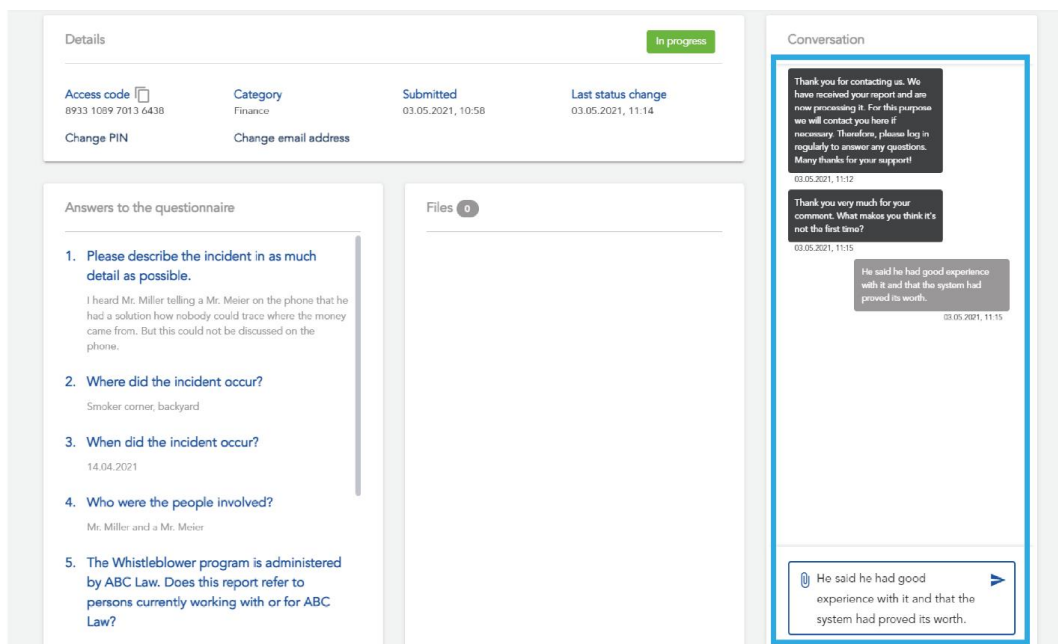 Details
In progress
Access code
8933 1089 7013 6438
Category
Finance
Submitted
03.05.2021, 10:58
Last status change
03.05.2021, 11:14
Change PIN
Change email address
Answers to the questionnaire
1. Please describe the incident in as much
detail as possible.
I heard Mr. Miller telling a Mr. Meier on the phone that he
had a solution how nobody could trace where the money
came from. But this could not be discussed on the
phone.
2. Where did the incident occur?
Smoker corner, backyard
3. When did the incident occur?
14.04.2021
4. Who were the people involved?
Mr. Miller and a Mr. Meier
5. The Whistleblower program is administered
by ABC Law. Does this report refer to
persons currently working with or for ABC
Law?
Files 0
Conversation
Thank you for contacting us. We
have received your report and are
now processing it. For this purpose
we will contact you here if
necessary. Therefore, please log in
regularly to answer any questions.
Many thanks for your support!
03.05.2021, 11:12
Thank you very much for your
comment. What makes you think it's
not the first time?
03.05.2021, 11:15
He said he had good experience
with it and that the system had
proved its worth.
03.05.2021, 11:15
He said he had good
experience with it and that the
system had proved its worth.